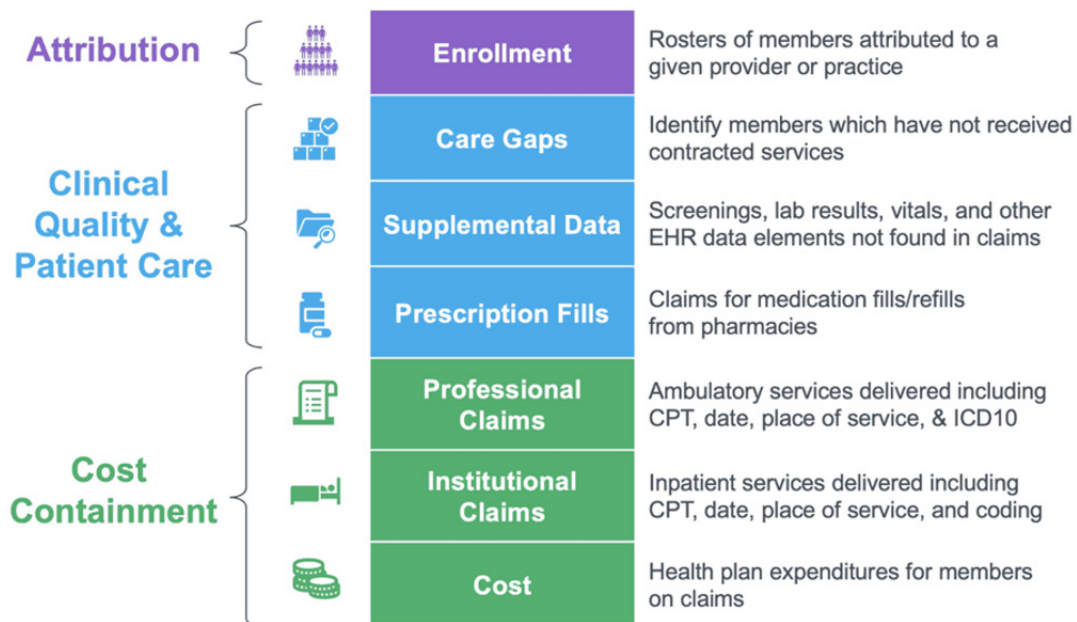 Attribution
Enrollment
Rosters of members attributed to a
given provider or practice
Clinical
Quality &
Patient Care
Care Gaps
Identify members which have not received
contracted services
Supplemental Data
Screenings, lab results, vitals, and other
EHR data elements not found in claims
Prescription Fills
Claims for medication fills/refills
from pharmacies
Cost
Containment
Professional
Claims
Ambulatory services delivered including
CPT, date, place of service, & ICD10
Institutional
Claims
Inpatient services delivered including
CPT, date, place of service, and coding
Cost
Health plan expenditures for members
on claims